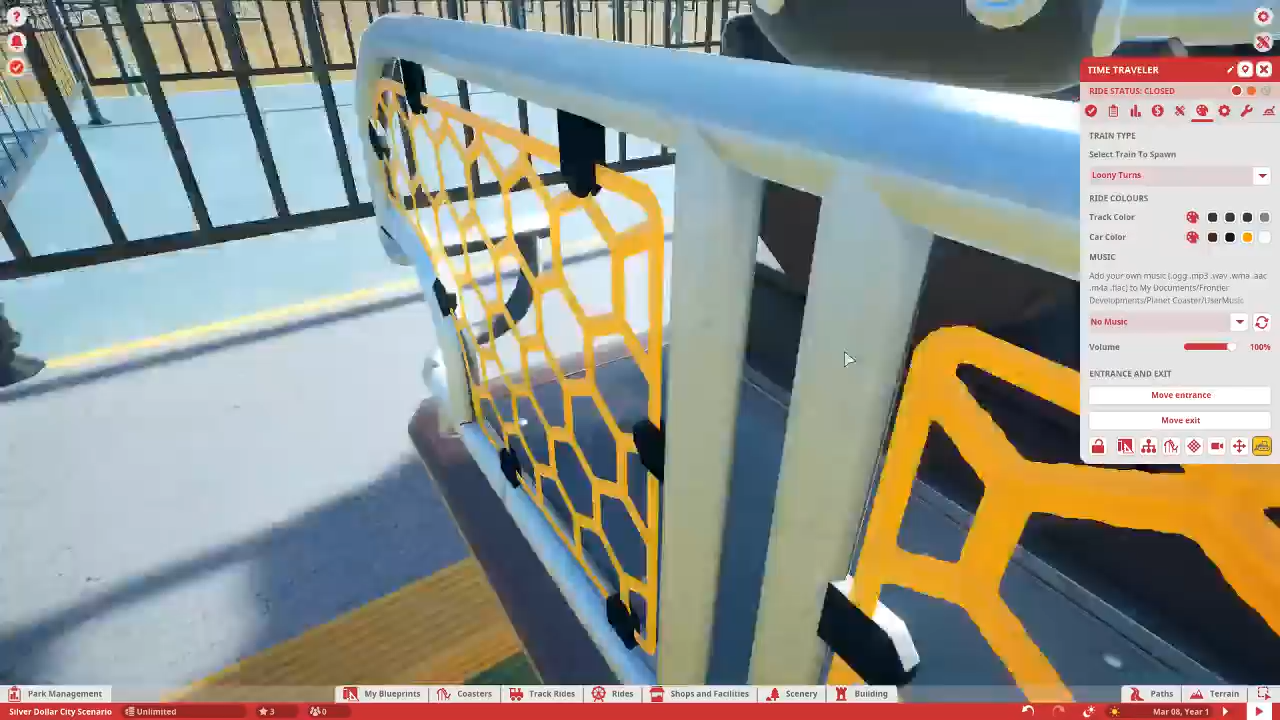 TIME TRAVELER
RIDE STATUS: CLOSED
TRAIN TYPE
Select Train To Spawn
Loony Turns
RIDE COLOURS
Track Color
Car Color
MUSIC
Add your own music (.ogg .mp3 .wav .wma .aac
.m4a .flac) to My Documents/Frontier
Developments/Planet Coaster/UserMusic
No Music
Volume 100%
ENTRANCE AND EXIT
Move entrance
Move exit
Park Management My Blueprints Coasters Track Rides Rides Shops and Facilities Scenery Building Paths Terrain
Silver Dollar City Scenario Unlimited 3 0 Mar 08, Year 1